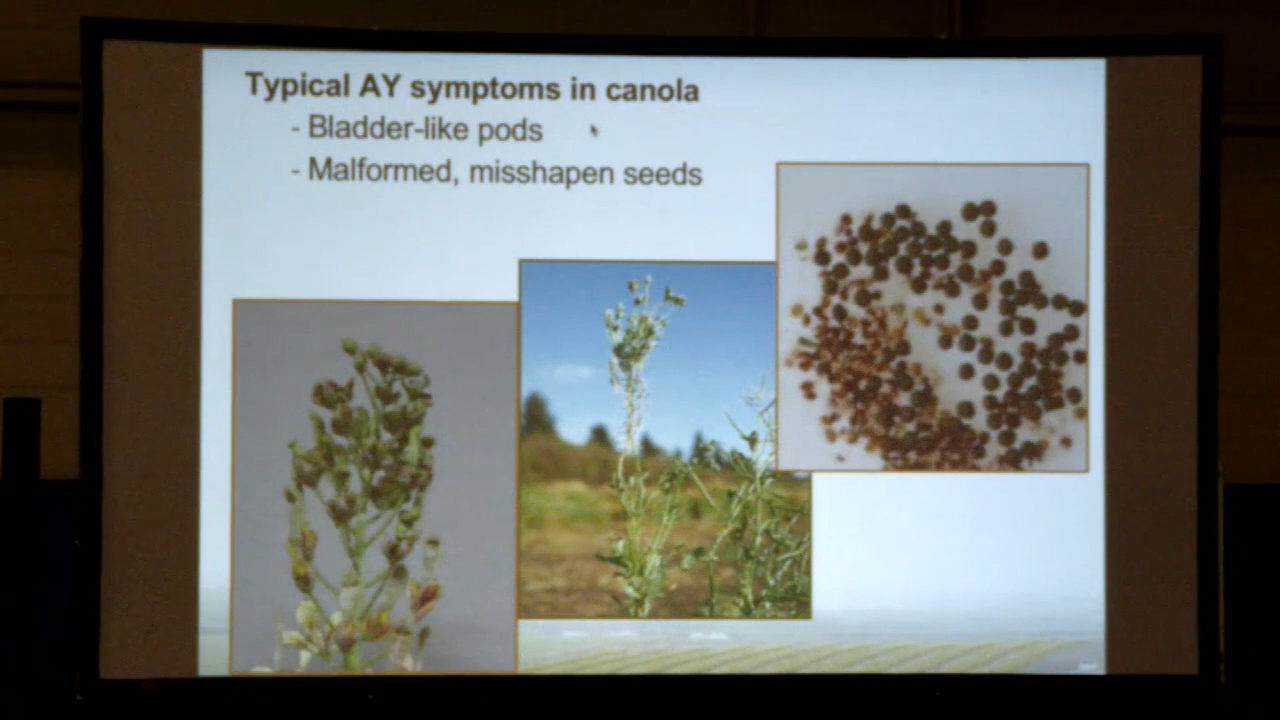 Typical AY symptoms in canola
- Bladder-like pods
- Malformed, misshapen seeds